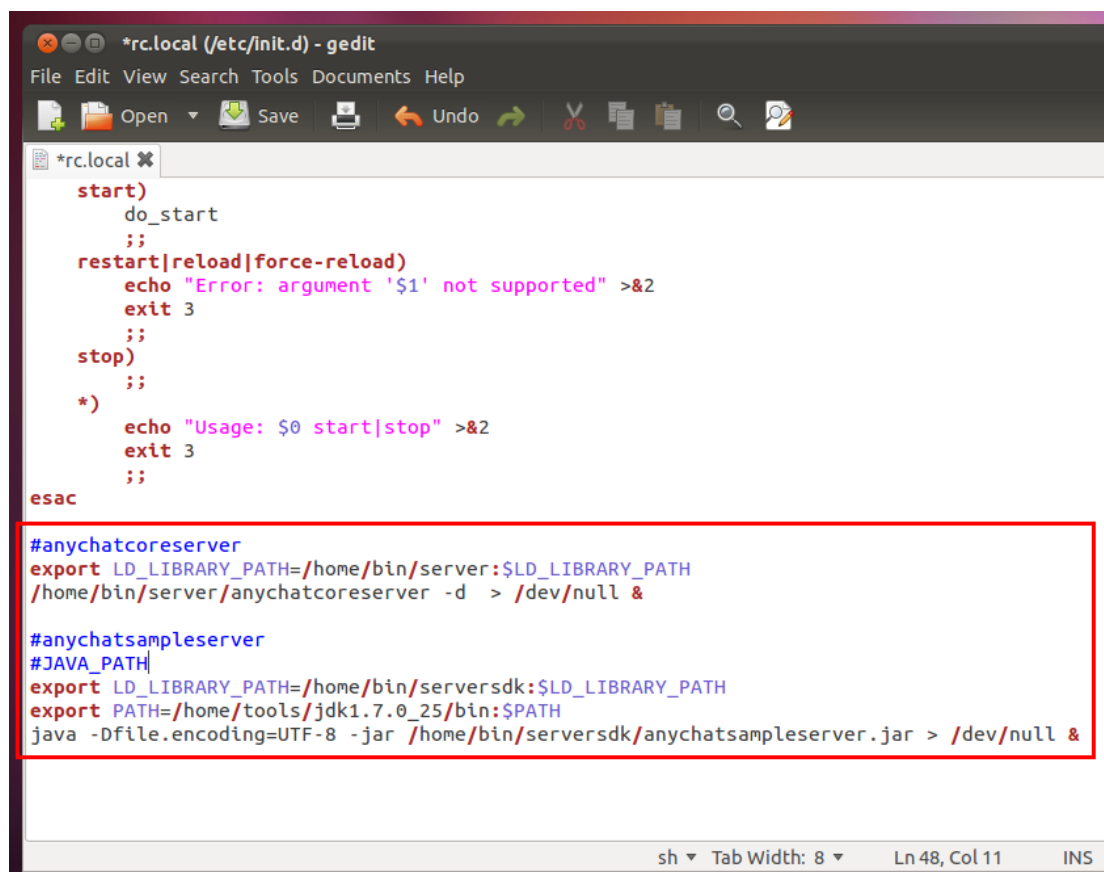 *rc.local (/etc/init.d) - gedit
File Edit View Search Tools Documents Help
Open Save Undo
*rc.local
start)
do_start
;;
restart|reload|force-reload)
echo "Error: argument '$1' not supported" >&2
exit 3
;;
stop)
;;
*)
echo "Usage: $0 start|stop" >&2
exit 3
;;
esac
#anychatcoreserver
export LD_LIBRARY_PATH=/home/bin/server:$LD_LIBRARY_PATH
/home/bin/server/anychatcoreserver -d  > /dev/null &
#anychatsampleserver
#JAVA_PATH
export LD_LIBRARY_PATH=/home/bin/serversdk:$LD_LIBRARY_PATH
export PATH=/home/tools/jdk1.7.0_25/bin:$PATH
java -Dfile.encoding=UTF-8 -jar /home/bin/serversdk/anychatsampleserver.jar > /dev/null &
sh Tab Width: 8 Ln 48, Col 11 INS